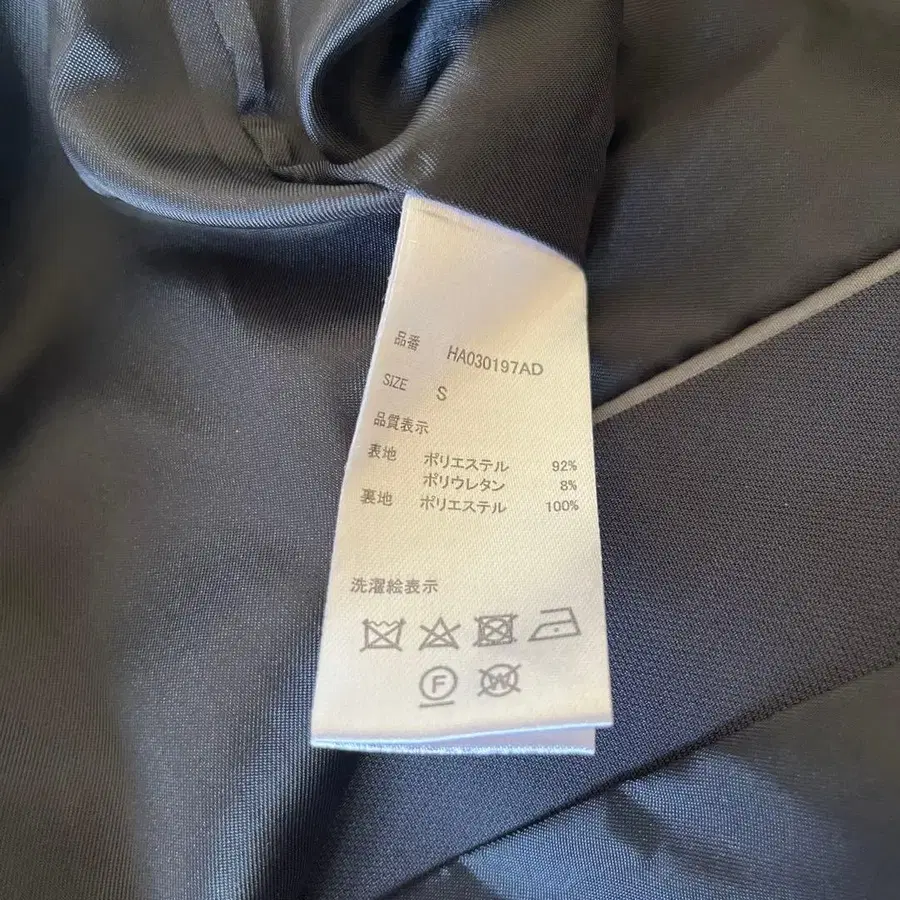 品番 HA030197AD
SIZE S
品質表示
表地 ポリエステル 92%
ポリウレタン 8%
裏地 ポリエステル 100%
洗濯絵表示
F W